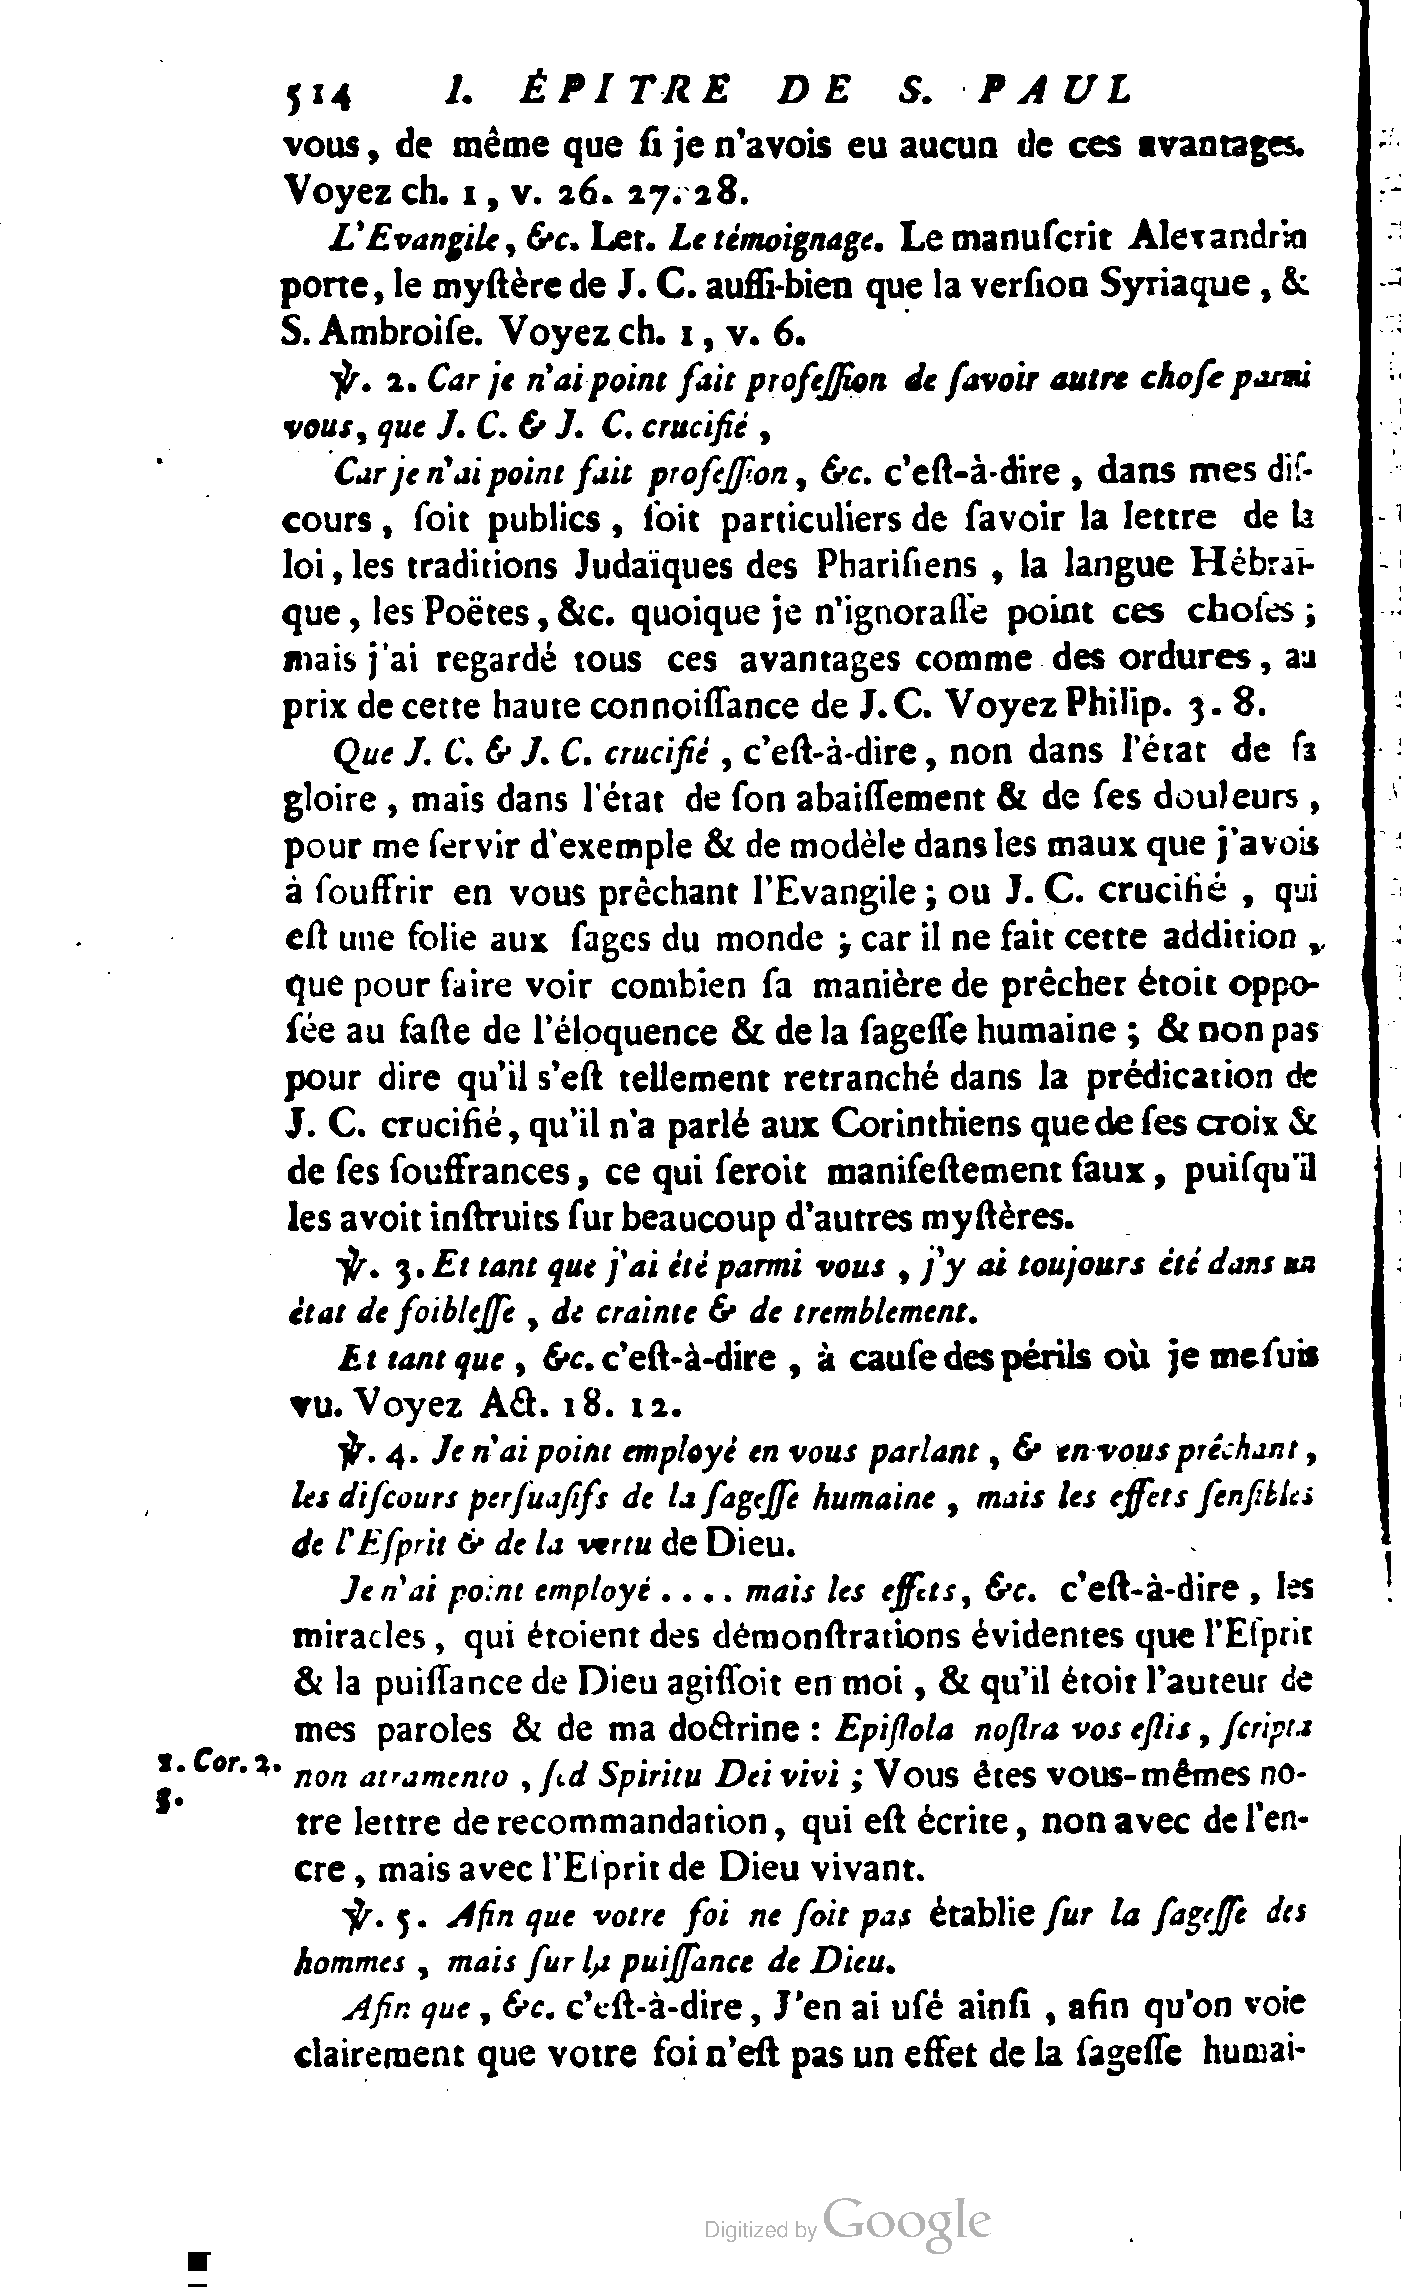 514 I. ÉPITRE DE S. PAUL
vous, de même que ſi je n'avois eu aucun de ces avantages.
Voyez ch. 1, v. 26. 27. 28.
L'Evangile, &c. Let. Le témoignage. Le manuſcrit Alexandrin
porte, le myſtère de J. C. auſſi-bien que la verſion Syriaque, &
S. Ambroiſe. Voyez ch. 1, v. 6.
℣. 2. Car je n'ai point fait profeſſion de ſavoir autre choſe parmi
vous, que J. C. & J. C. crucifié,
Car je n'ai point fait profeſſion, &c. c'eſt-à-dire, dans mes diſ-
cours, ſoit publics, ſoit particuliers de ſavoir la lettre de la
loi, les traditions Judaïques des Phariſiens, la langue Hébraï-
que, les Poëtes, &c. quoique je n'ignoraſſe point ces choſes;
mais j'ai regardé tous ces avantages comme des ordures, au
prix de cette haute connoiſſance de J. C. Voyez Philip. 3. 8.
Que J. C. & J. C. crucifié, c'eſt-à-dire, non dans l'état de ſa
gloire, mais dans l'état de ſon abaiſſement & de ſes douleurs,
pour me ſervir d'exemple & de modèle dans les maux que j'avois
à ſouffrir en vous prêchant l'Evangile; ou J. C. crucifié, qui
eſt une folie aux ſages du monde; car il ne fait cette addition,
que pour faire voir combien ſa manière de prêcher étoit oppo-
ſée au faſte de l'éloquence & de la ſageſſe humaine; & non pas
pour dire qu'il s'eſt tellement retranché dans la prédication de
J. C. crucifié, qu'il n'a parlé aux Corinthiens que de ſes croix &
de ſes ſouffrances, ce qui ſeroit manifeſtement faux, puiſqu'il
les avoit inſtruits ſur beaucoup d'autres myſtères.
℣. 3. Et tant que j'ai été parmi vous, j'y ai toujours été dans un
état de foibleſſe, de crainte & de tremblement.
Et tant que, &c. c'eſt-à-dire, à cauſe des périls où je me ſuis
vu. Voyez Act. 18. 12.
℣. 4. Je n'ai point employé en vous parlant, & en vous prêchant,
les diſcours perſuaſifs de la ſageſſe humaine, mais les effets ſenſibles
de l'Eſprit & de la vertu de Dieu.
Je n'ai point employé .... mais les effets, &c. c'eſt-à-dire, les
miracles, qui étoient des démonſtrations évidentes que l'Eſprit
& la puiſſance de Dieu agiſſoit en moi, & qu'il étoit l'auteur de
mes paroles & de ma doctrine : Epiſtola noſtra vos eſtis, ſcripta
2. Cor. 2. non atramento, ſed Spiritu Dei vivi; Vous êtes vous-mêmes no-
3. tre lettre de recommandation, qui eſt écrite, non avec de l'en-
cre, mais avec l'Eſprit de Dieu vivant.
℣. 5. Afin que votre foi ne ſoit pas établie ſur la ſageſſe des
hommes, mais ſur la puiſſance de Dieu.
Afin que, &c. c'eſt-à-dire, J'en ai uſé ainſi, afin qu'on voie
clairement que votre foi n'eſt pas un effet de la ſageſſe humai-
Digitized by Google